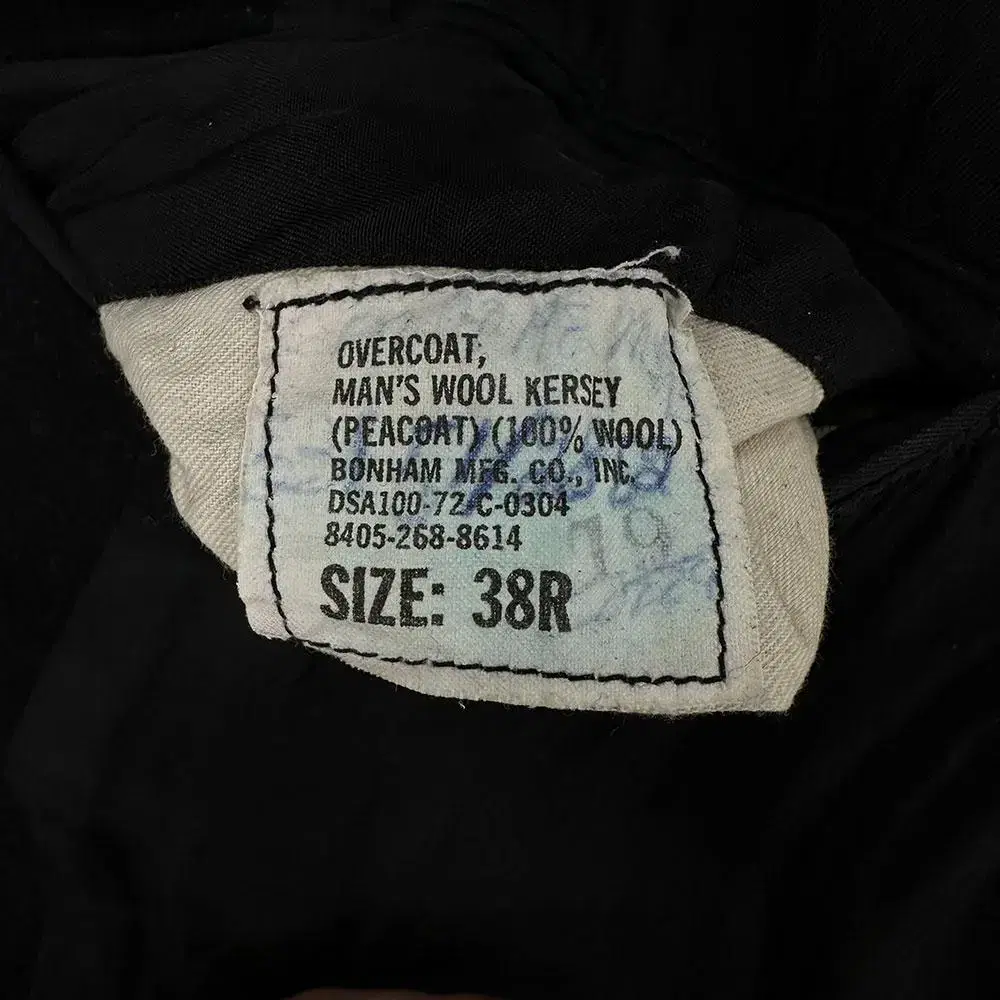 OVERCOAT,
MAN'S WOOL KERSEY
(PEACOAT) (100% WOOL)
BONHAM MFG. CO., INC.
DSA100-72-C-0304
8405-268-8614
19
SIZE: 38R